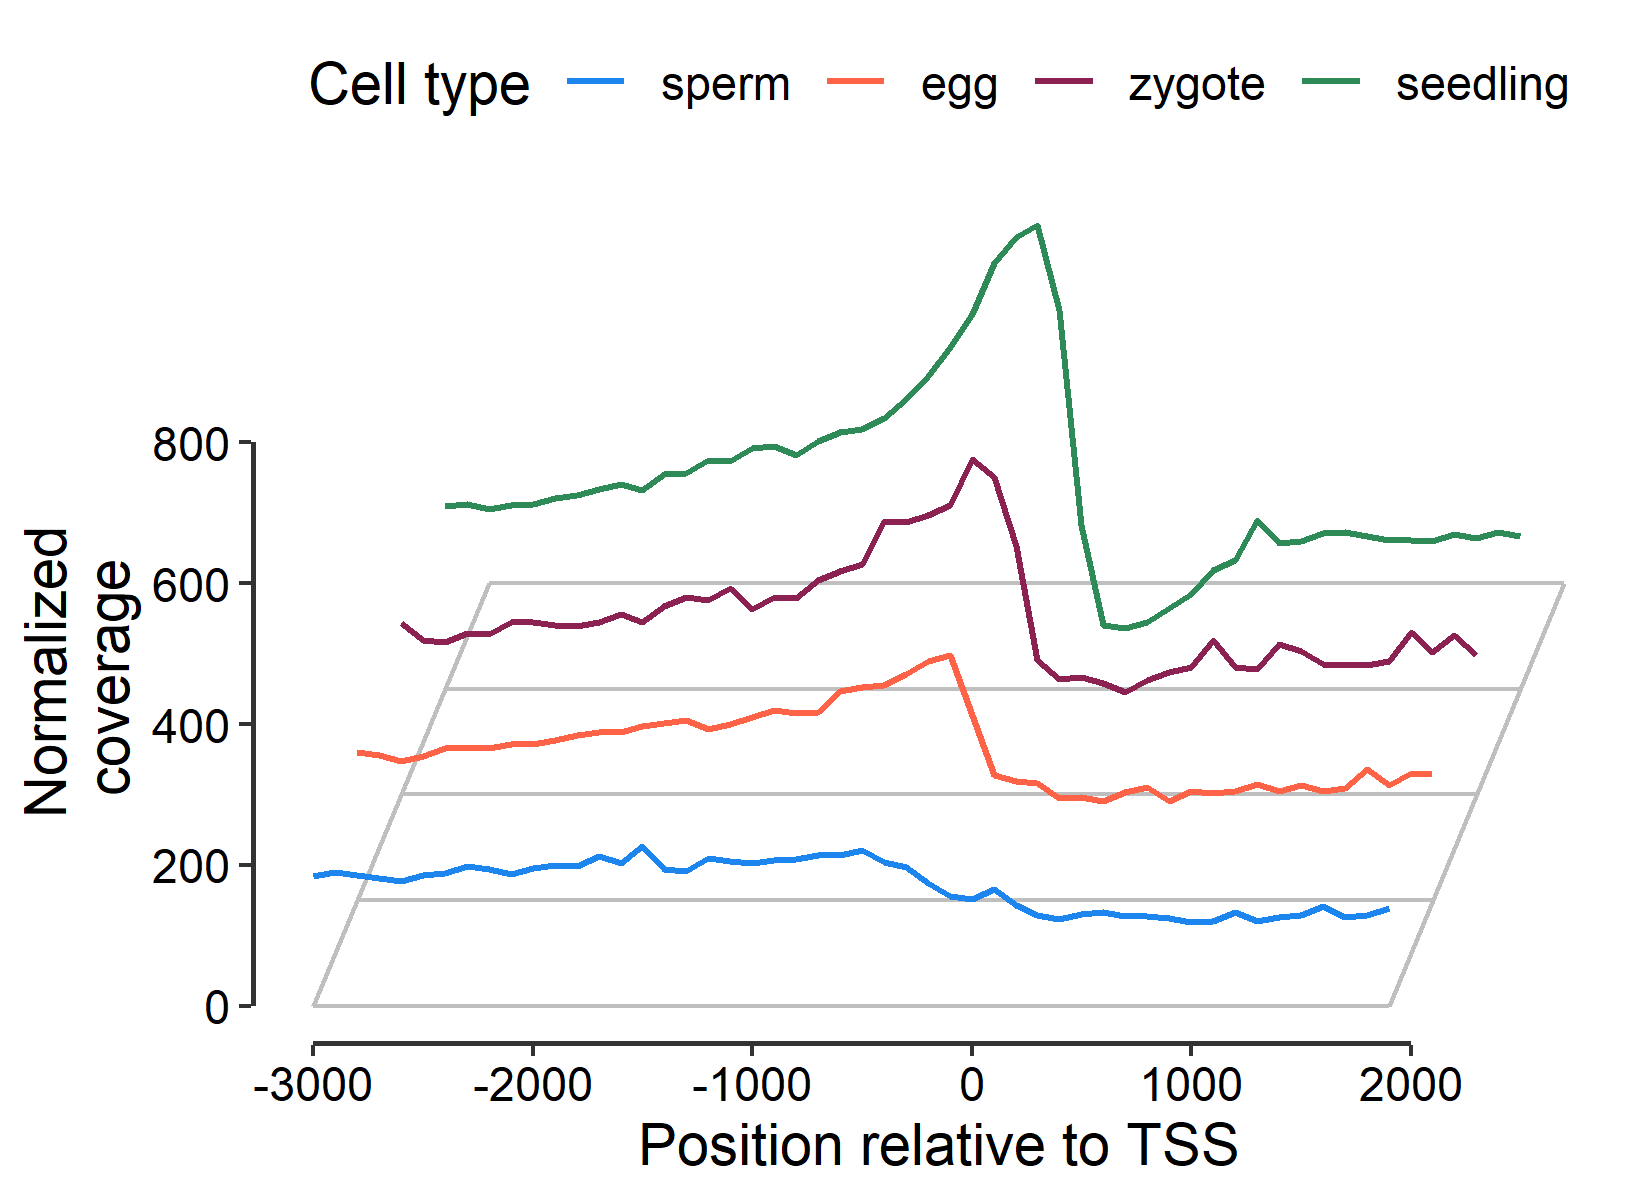 Cell type sperm egg zygote seedling
Normalized
coverage
800
600
400
200
0
-3000 -2000 -1000 0 1000 2000
Position relative to TSS